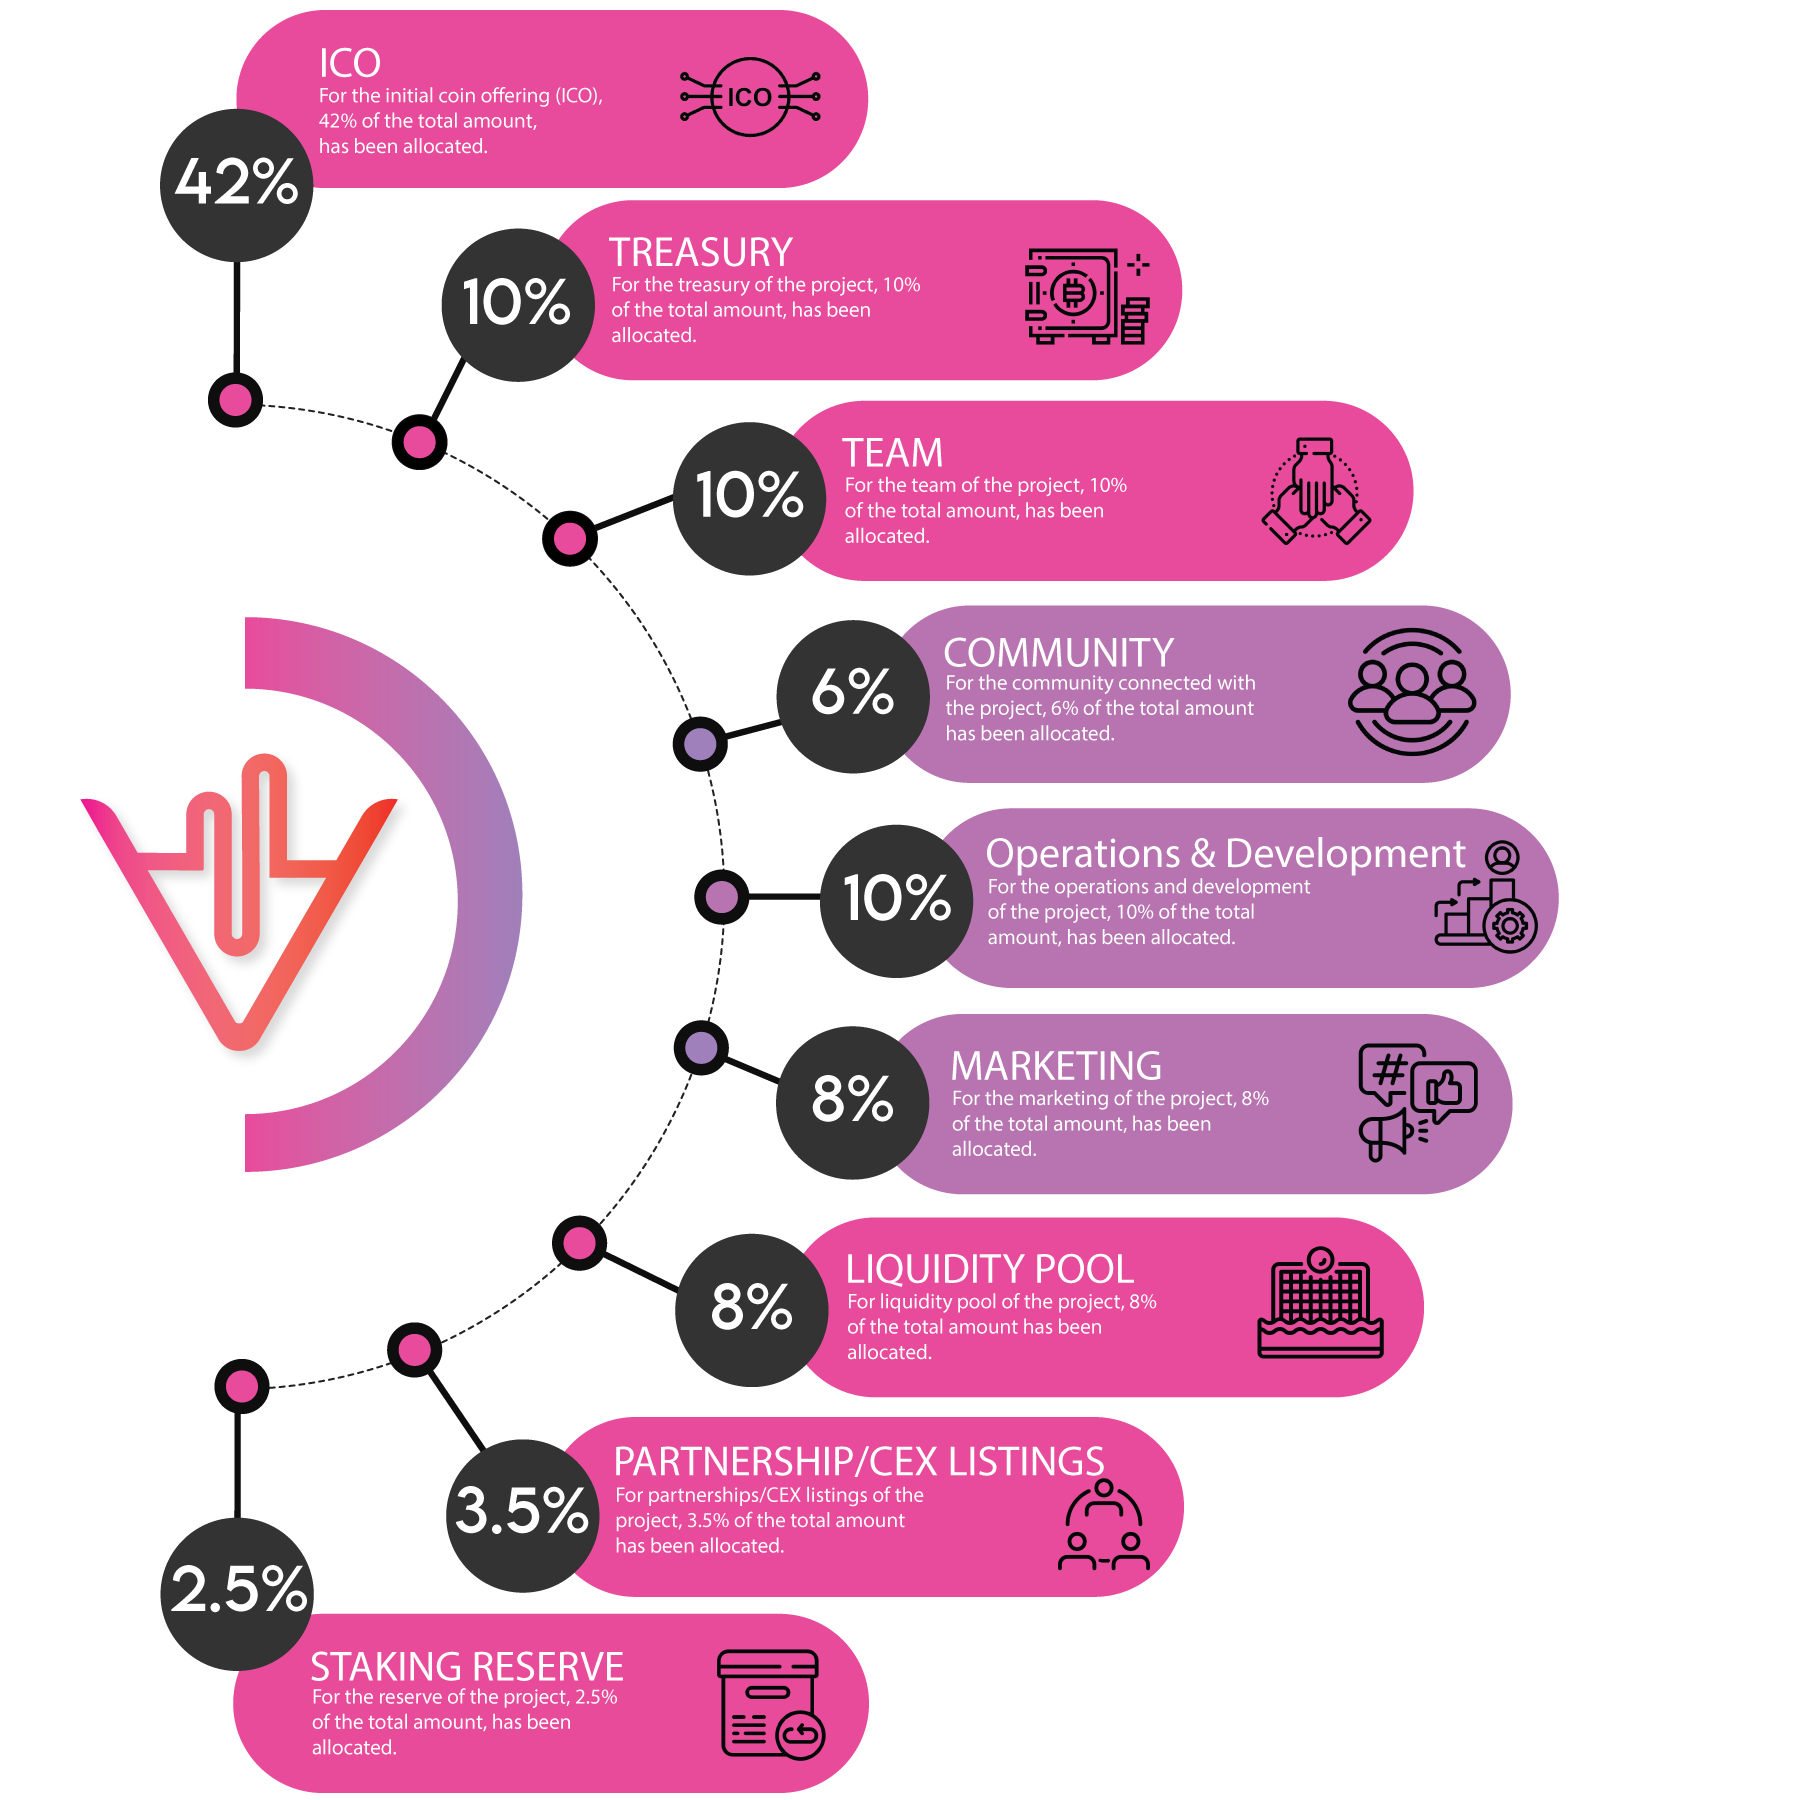 ICO
For the initial coin offering (ICO),
42% of the total amount,
has been allocated.
ICO
42%
TREASURY
For the treasury of the project, 10%
of the total amount, has been
allocated.
10%
TEAM
For the team of the project, 10%
of the total amount, has been
allocated.
10%
COMMUNITY
For the community connected with
the project, 6% of the total amount
has been allocated.
6%
Operations & Development
For the operations and development
of the project, 10% of the total
amount, has been allocated.
10%
MARKETING
For the marketing of the project, 8%
of the total amount, has been
allocated.
#
8%
LIQUIDITY POOL
For liquidity pool of the project, 8%
of the total amount has been
allocated.
8%
PARTNERSHIP/CEX LISTINGS
For partnerships/CEX listings of the
project, 3.5% of the total amount
has been allocated.
3.5%
2.5%
STAKING RESERVE
For the reserve of the project, 2.5%
of the total amount, has been
allocated.